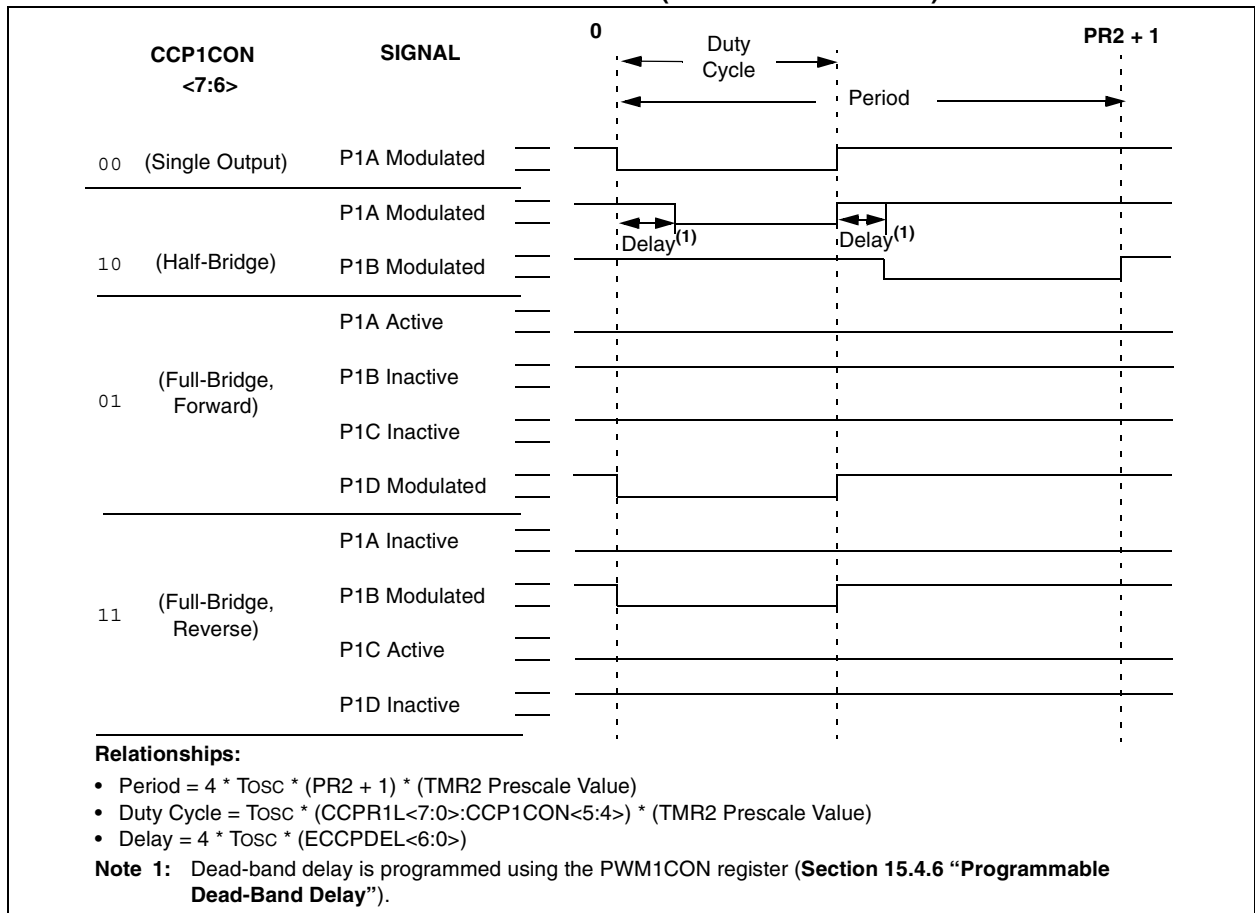 0
PR2 + 1
CCP1CON
<7:6>
SIGNAL
Duty
Cycle
Period
00 (Single Output) P1A Modulated
P1A Modulated
Delay(1) Delay(1)
10 (Half-Bridge) P1B Modulated
P1A Active
P1B Inactive
01 (Full-Bridge,
Forward)
P1C Inactive
P1D Modulated
P1A Inactive
P1B Modulated
11 (Full-Bridge,
Reverse)
P1C Active
P1D Inactive
Relationships:
• Period = 4 * TOSC * (PR2 + 1) * (TMR2 Prescale Value)
• Duty Cycle = TOSC * (CCPR1L<7:0>:CCP1CON<5:4>) * (TMR2 Prescale Value)
• Delay = 4 * TOSC * (ECCPDEL<6:0>)
Note 1: Dead-band delay is programmed using the PWM1CON register (Section 15.4.6 “Programmable
Dead-Band Delay”).